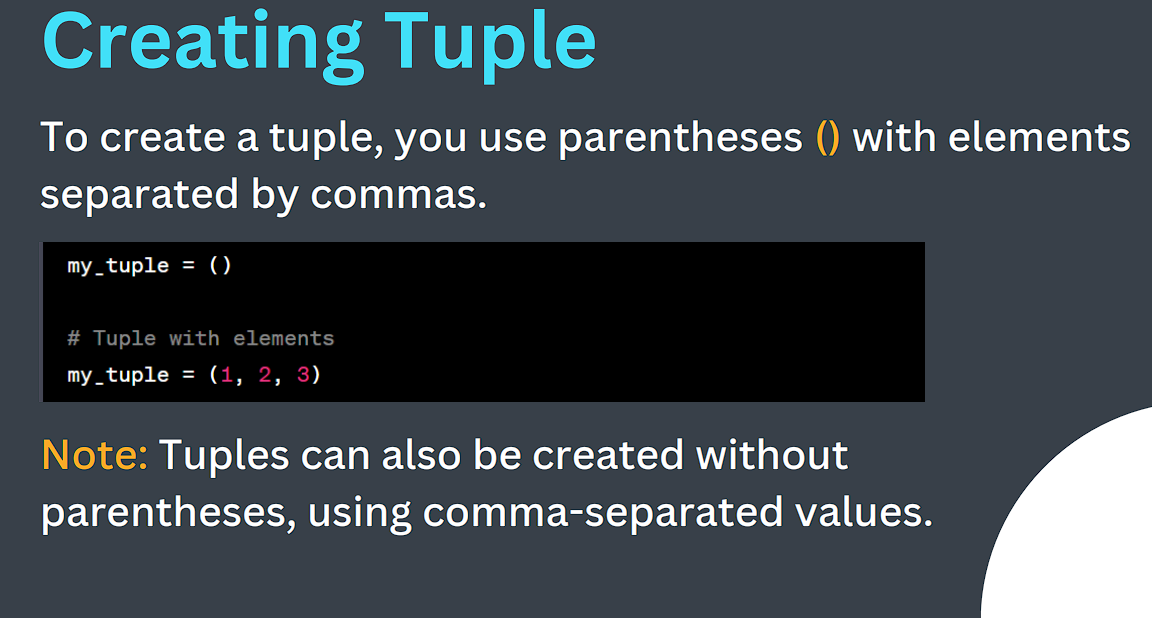 Creating Tuple
To create a tuple, you use parentheses () with elements
separated by commas.
my_tuple = ()
# Tuple with elements
my_tuple = (1, 2, 3)
Note: Tuples can also be created without
parentheses, using comma-separated values.